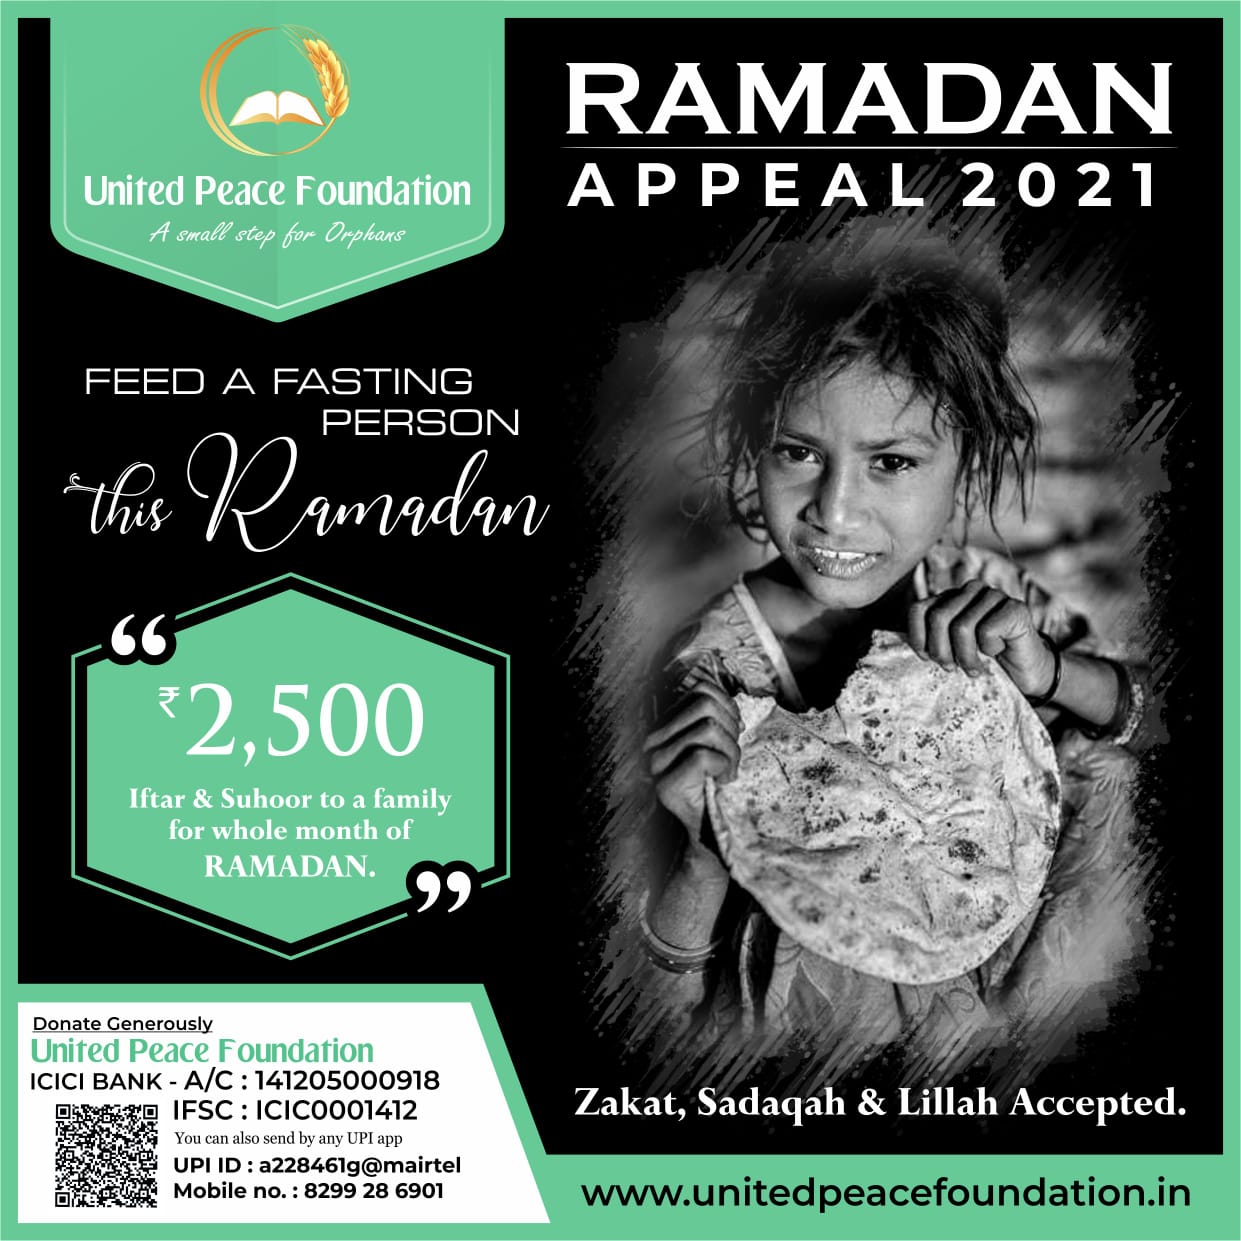 United Peace Foundation
A small step for Orphans
RAMADAN
APPEAL 2021
FEED A FASTING
PERSON
this Ramadan
“
₹2,500
Iftar & Suhoor to a family
for whole month of
RAMADAN.
”
Donate Generously
United Peace Foundation
ICICI BANK - A/C : 141205000918
IFSC : ICIC0001412
You can also send by any UPI app
UPI ID : a228461g@mairtel
Mobile no. : 8299 28 6901
Zakat, Sadaqah & Lillah Accepted.
www.unitedpeacefoundation.in